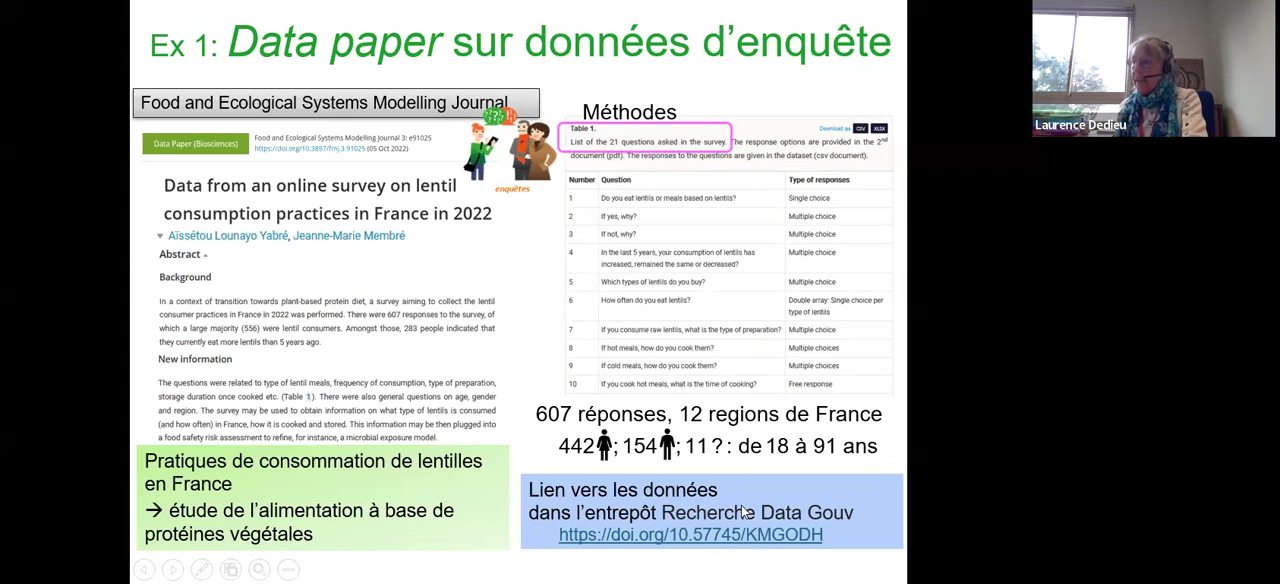 Ex 1: Data paper sur données d'enquête
Food and Ecological Systems Modelling Journal
Data Paper (Biosciences)
Food and Ecological Systems Modelling Journal 3: e91025
https://doi.org/10.3897/fmj.3.91025 (05 Oct 2022)
???!
enquêtes
Data from an online survey on lentil
consumption practices in France in 2022
Aïssétou Lounayo Yabré, Jeanne-Marie Membré
Abstract
Background
In a context of transition towards plant-based protein diet, a survey aiming to collect the lentil
consumer practices in France in 2022 was performed. There were 607 responses to the survey, of
which a large majority (556) were lentil consumers. Amongst those, 283 people indicated that
they currently eat more lentils than 5 years ago.
New information
The questions were related to type of lentil meals, frequency of consumption, type of preparation,
storage duration once cooked etc. (Table 1). There were also general questions on age, gender
and region. The survey may be used to obtain information on what type of lentils is consumed
(and how often) in France, how it is cooked and stored. This information may be then plugged into
a food safety risk assessment to refine, for instance, a microbial exposure model.
Pratiques de consommation de lentilles
en France
→ étude de l'alimentation à base de
protéines végétales
Méthodes
Table 1.
Download as CSV XLSX
List of the 21 questions asked in the survey. The response options are provided in the 2nd
document (pdf). The responses to the questions are given in the dataset (csv document).
Number Question Type of responses
1 Do you eat lentils or meals based on lentils? Single choice
2 If yes, why? Multiple choice
3 If not, why? Multiple choice
4 In the last 5 years, your consumption of lentils has Multiple choice
increased, remained the same or decreased?
5 Which types of lentils do you buy? Multiple choice
6 How often do you eat lentils? Double array: Single choice per
type of lentils
7 If you consume raw lentils, what is the type of preparation? Multiple choice
8 If hot meals, how do you cook them? Multiple choices
9 If cold meals, how do you cook them? Multiple choices
10 If you cook hot meals, what is the time of cooking? Free response
607 réponses, 12 regions de France
442 ; 154 ; 11 ? : de 18 à 91 ans
Lien vers les données
dans l'entrepôt Recherche Data Gouv
https://doi.org/10.57745/KMGODH
Laurence Dedieu